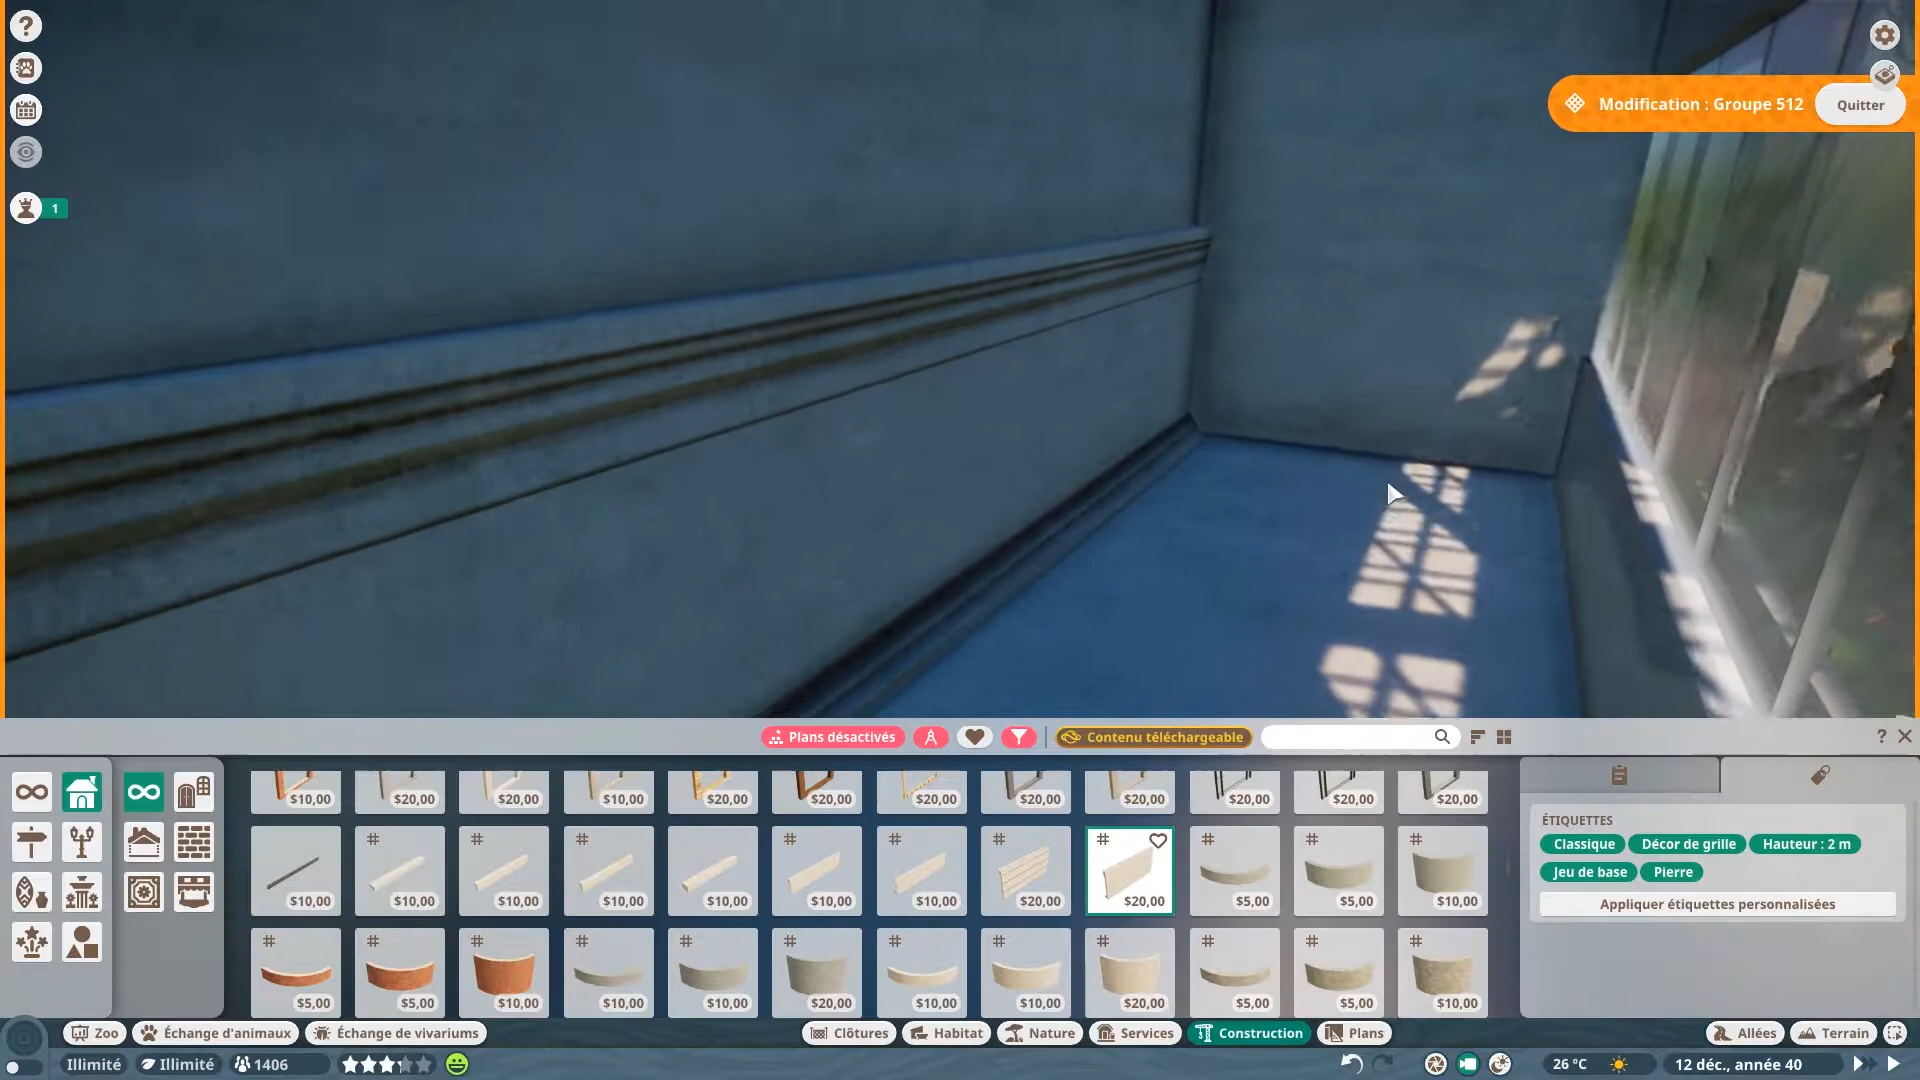 ?
1
Modification : Groupe 512
Quitter
Plans désactivés
Contenu téléchargeable
?
$10,00 $20,00 $20,00 $10,00 $20,00 $20,00 $20,00 $20,00 $20,00 $20,00 $20,00 $20,00
$10,00 $10,00 $10,00 $10,00 $10,00 $10,00 $10,00 $20,00 $20,00 $5,00 $5,00 $10,00
$5,00 $5,00 $10,00 $10,00 $10,00 $20,00 $10,00 $10,00 $20,00 $5,00 $5,00 $10,00
ÉTIQUETTES
Classique Décor de grille Hauteur : 2 m
Jeu de base Pierre
Appliquer étiquettes personnalisées
Zoo Échange d'animaux Échange de vivariums Clôtures Habitat Nature Services Construction Plans Allées Terrain
Illimité Illimité 1406 26 °C 12 déc., année 40